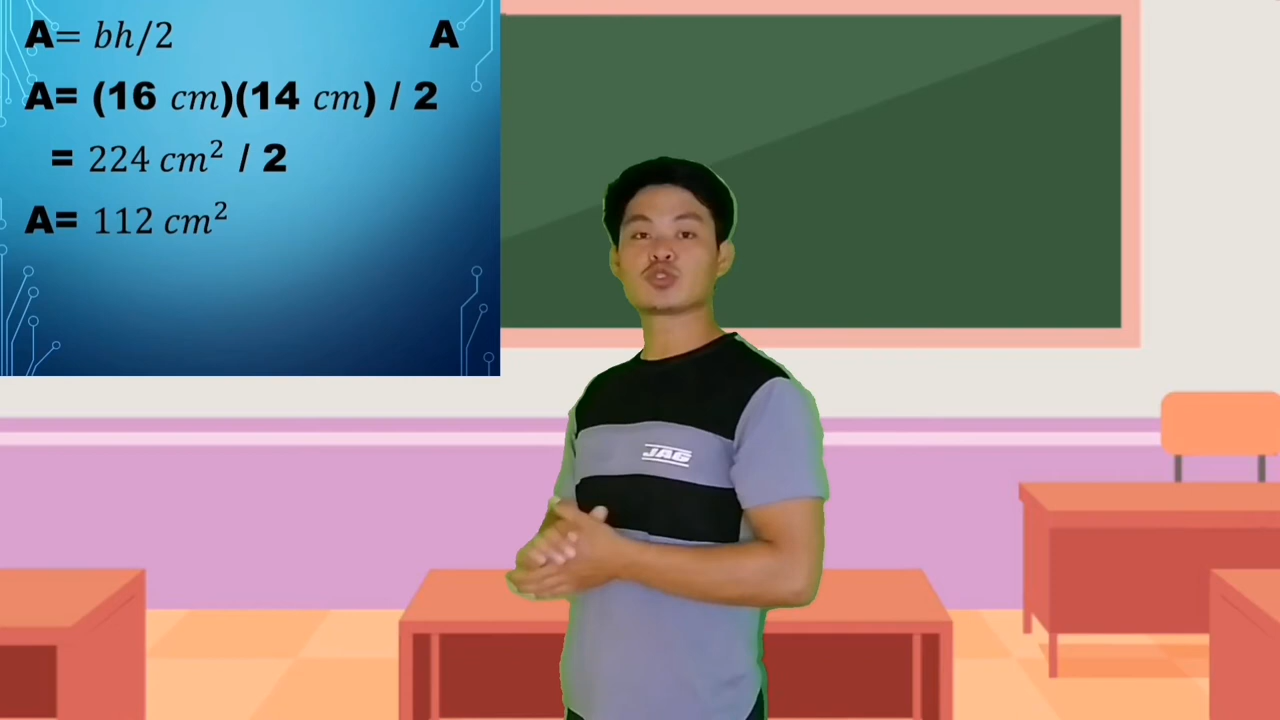 A= bh/2 A
A= (16 cm)(14 cm) / 2
= 224 cm² / 2
A= 112 cm²
JAG